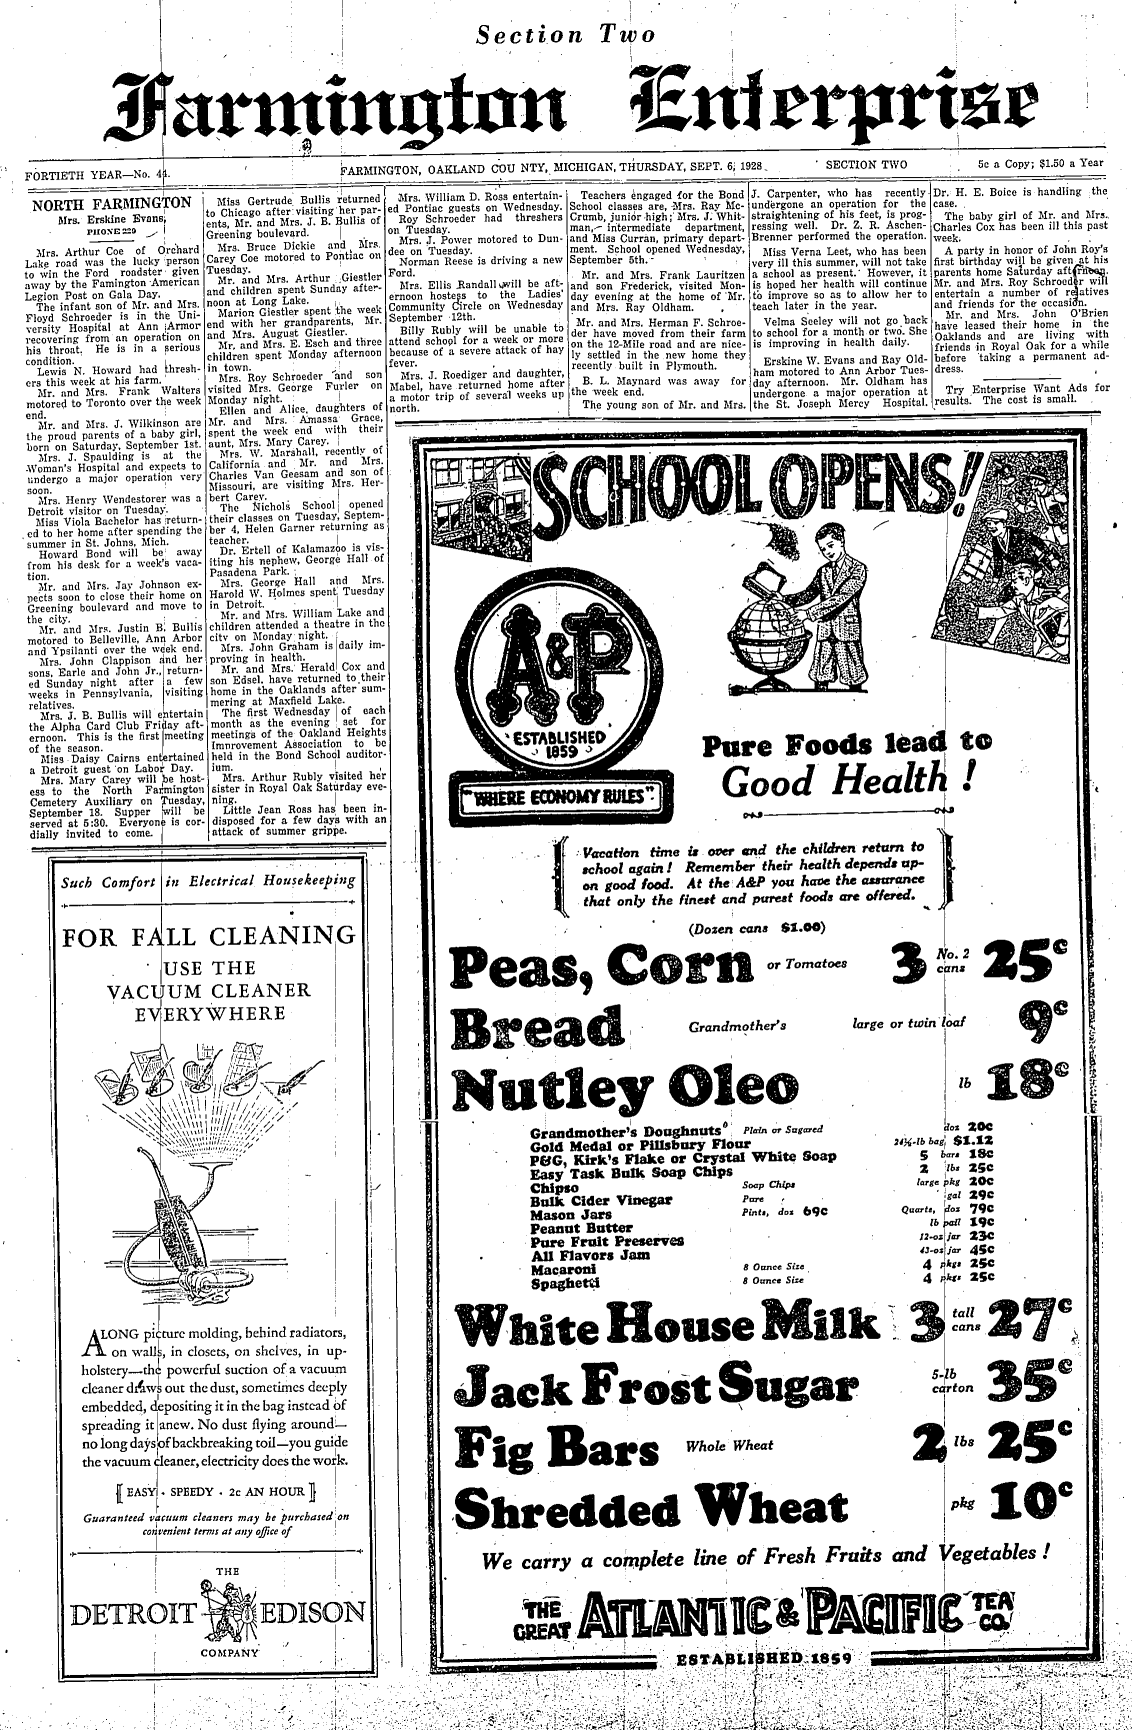 Section Two
Farmington Enterprise
FORTIETH YEAR—No. 44.
FARMINGTON, OAKLAND COUNTY, MICHIGAN, THURSDAY, SEPT. 6, 1928
SECTION TWO
5c a Copy; $1.50 a Year
NORTH FARMINGTON
Mrs. Erskine Evans,
PHONE 220
Mrs. Arthur Coe of Orchard
Lake road was the lucky person
to win the Ford roadster given
away by the Famington American
Legion Post on Gala Day.
The infant son of Mr. and Mrs.
Floyd Schroeder is in the Uni-
versity Hospital at Ann Armor
recovering from an operation on
his throat. He is in a serious
condition.
Lewis N. Howard had thresh-
ers this week at his farm.
Mr. and Mrs. Frank Walters
motored to Toronto over the week
end.
Mr. and Mrs. J. Wilkinson are
the proud parents of a baby girl,
born on Saturday, September 1st.
Mrs. J. Spaulding is at the
Woman's Hospital and expects to
undergo a major operation very
soon.
Mrs. Henry Wendestorer was a
Detroit visitor on Tuesday.
Miss Viola Bachelor has return-
ed to her home after spending the
summer in St. Johns, Mich.
Howard Bond will be away
from his desk for a week's vaca-
tion.
Mr. and Mrs. Jay Johnson ex-
pects soon to close their home on
Greening boulevard and move to
the city.
Mr. and Mrs. Justin B. Bullis
motored to Belleville, Ann Arbor
and Ypsilanti over the week end.
Mrs. John Clappison and her
sons, Earle and John Jr., return-
ed Sunday night after a few
weeks in Pennsylvania, visiting
relatives.
Mrs. J. B. Bullis will entertain
the Alpha Card Club Friday aft-
ernoon. This is the first meeting
of the season.
Miss Daisy Cairns entertained
a Detroit guest on Labor Day.
Mrs. Mary Carey will be host-
ess to the North Farmington
Cemetery Auxiliary on Tuesday,
September 18. Supper will be
served at 5:30. Everyone is cor-
dially invited to come.
Miss Gertrude Bullis returned
to Chicago after visiting her par-
ents, Mr. and Mrs. J. B. Bullis of
Greening boulevard.
Mrs. Bruce Dickie and Mrs.
Carey Coe motored to Pontiac on
Tuesday.
Mr. and Mrs. Arthur Giestler
and children spent Sunday after-
noon at Long Lake.
Marion Giestler spent the week
end with her grandparents, Mr.
and Mrs. August Giestler.
Mr. and Mrs. E. Esch and three
children spent Monday afternoon
in town.
Mrs. Roy Schroeder and son
visited Mrs. George Furler on
Monday night.
Ellen and Alice, daughters of
Mr. and Mrs. Amassa Grace,
spent the week end with their
aunt, Mrs. Mary Carey.
Mrs. W. Marshall, recently of
California and Mr. and Mrs.
Charles Van Gesam and son of
Missouri, are visiting Mrs. Her-
bert Carey.
The Nichols School opened
their classes on Tuesday, Septem-
ber 4, Helen Garner returning as
teacher.
Dr. Ertell of Kalamazoo is vis-
iting his nephew, George Hall of
Pasadena Park.
Mrs. George Hall and Mrs.
Harold W. Holmes spent Tuesday
in Detroit.
Mr. and Mrs. William Lake and
children attended a theatre in the
city on Monday night.
Mrs. John Graham is daily im-
proving in health.
Mr. and Mrs. Herald Cox and
son Edsel, have returned to their
home in the Oaklands after sum-
mering at Maxfield Lake.
The first Wednesday of each
month as the evening set for
meetings of the Oakland Heights
Imnrovement Association to be
held in the Bond School auditor-
ium.
Mrs. Arthur Rubly visited her
sister in Royal Oak Saturday eve-
ning.
Little Jean Ross has been in-
disposed for a few days with an
attack of summer grippe.
Mrs. William D. Ross entertain-
ed Pontiac guests on Wednesday.
Roy Schroeder had threshers
on Tuesday.
Mrs. J. Power motored to Dun-
dee on Tuesday.
Norman Reese is driving a new
Ford.
Mrs. Ellis Randall will be aft-
ernoon hostess to the Ladies'
Community Circle on Wednesday
September 12th.
Billy Rubly will be unable to
attend school for a week or more
because of a severe attack of hay
fever.
Mrs. J. Roediger and daughter,
Mabel, have returned home after
a motor trip of several weeks up
north.
Teachers engaged for the Bond
School classes are, Mrs. Ray Mc-
Crumb, junior high; Mrs. J. Whit-
man, intermediate department,
and Miss Curran, primary depart-
ment. School opened Wednesday,
September 5th.
Mr. and Mrs. Frank Lauritzen
and son Frederick, visited Mon-
day evening at the home of Mr.
and Mrs. Ray Oldham.
Mr. and Mrs. Herman F. Schroe-
der have moved from their farm
on the 12-Mile road and are nice-
ly settled in the new home they
recently built in Plymouth.
B. L. Maynard was away for
the week end.
The young son of Mr. and Mrs.
J. Carpenter, who has recently
undergone an operation for the
straightening of his feet, is prog-
ressing well. Dr. Z. R. Aschen-
Brenner performed the operation.
Miss Verna Leet, who has been
very ill this summer, will not take
a school as present. However, it
is hoped her health will continue
to improve so as to allow her to
teach later in the year.
Velma Seeley will not go back
to school for a month or two. She
is improving in health daily.
Erskine W. Evans and Ray Old-
ham motored to Ann Arbor Tues-
day afternoon. Mr. Oldham has
undergone a major operation at
the St. Joseph Mercy Hospital.
Dr. H. E. Boice is handling the
case.
The baby girl of Mr. and Mrs.
Charles Cox has been ill this past
week.
A party in honor of John Roy's
first birthday will be given at his
parents home Saturday afternoon.
Mr. and Mrs. Roy Schroeder will
entertain a number of relatives
and friends for the occasion.
Mr. and Mrs. John O'Brien
have leased their home in the
Oaklands and are living with
friends in Royal Oak for a while
before taking a permanent ad-
dress.
Try Enterprise Want Ads for
results. The cost is small.
Such Comfort in Electrical Housekeeping
FOR FALL CLEANING
USE THE
VACUUM CLEANER
EVERYWHERE
ALONG picture molding, behind radiators,
on walls, in closets, on shelves, in up-
holstery—the powerful suction of a vacuum
cleaner draws out the dust, sometimes deeply
embedded, depositing it in the bag instead of
spreading it anew. No dust flying around—
no long days of backbreaking toil—you guide
the vacuum cleaner, electricity does the work.
EASY · SPEEDY · 2c AN HOUR
Guaranteed vacuum cleaners may be purchased on
convenient terms at any office of
THE
DETROIT EDISON
COMPANY
SCHOOL OPENS!
A&P
ESTABLISHED
1859
"WHERE ECONOMY RULES"
Pure Foods lead to
Good Health!
Vacation time is over and the children return to
school again! Remember their health depends up-
on good food. At the A&P you have the assurance
that only the finest and purest foods are offered.
(Dozen cans $1.00)
Peas, Corn or Tomatoes 3 No. 2 cans 25c
Bread Grandmother's large or twin loaf 9c
Nutley Oleo lb 18c
Grandmother's Doughnuts Plain or Sugared doz 20c
Gold Medal or Pillsbury Flour 24½-lb bag $1.12
P&G, Kirk's Flake or Crystal White Soap 5 bars 18c
Easy Task Bulk Soap Chips 2 lbs 25c
Chipso Soap Chips large pkg 20c
Bulk Cider Vinegar Pure gal 29c
Mason Jars Pints, doz 69c Quarts, doz 79c
Peanut Butter lb pail 19c
Pure Fruit Preserves 12-oz jar 23c
All Flavors Jam 43-oz jar 45c
Macaroni 8 Ounce Size 4 pkgs 25c
Spaghetti 8 Ounce Size 4 pkgs 25c
White House Milk 3 tall cans 27c
Jack Frost Sugar 5-lb carton 35c
Fig Bars Whole Wheat 2 lbs 25c
Shredded Wheat pkg 10c
We carry a complete line of Fresh Fruits and Vegetables!
THE GREAT ATLANTIC & PACIFIC TEA CO.
ESTABLISHED 1859